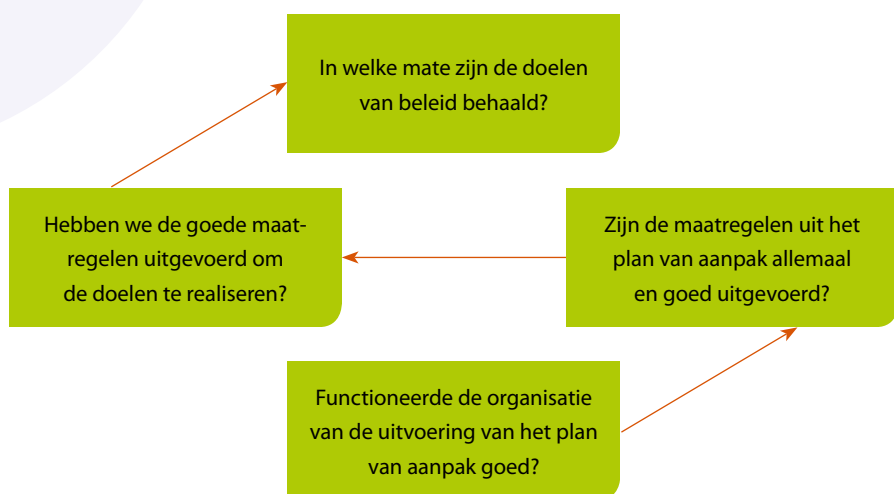 In welke mate zijn de doelen
van beleid behaald?
Hebben we de goede maat-
regelen uitgevoerd om
de doelen te realiseren?
Zijn de maatregelen uit het
plan van aanpak allemaal
en goed uitgevoerd?
Functioneerde de organisatie
van de uitvoering van het plan
van aanpak goed?